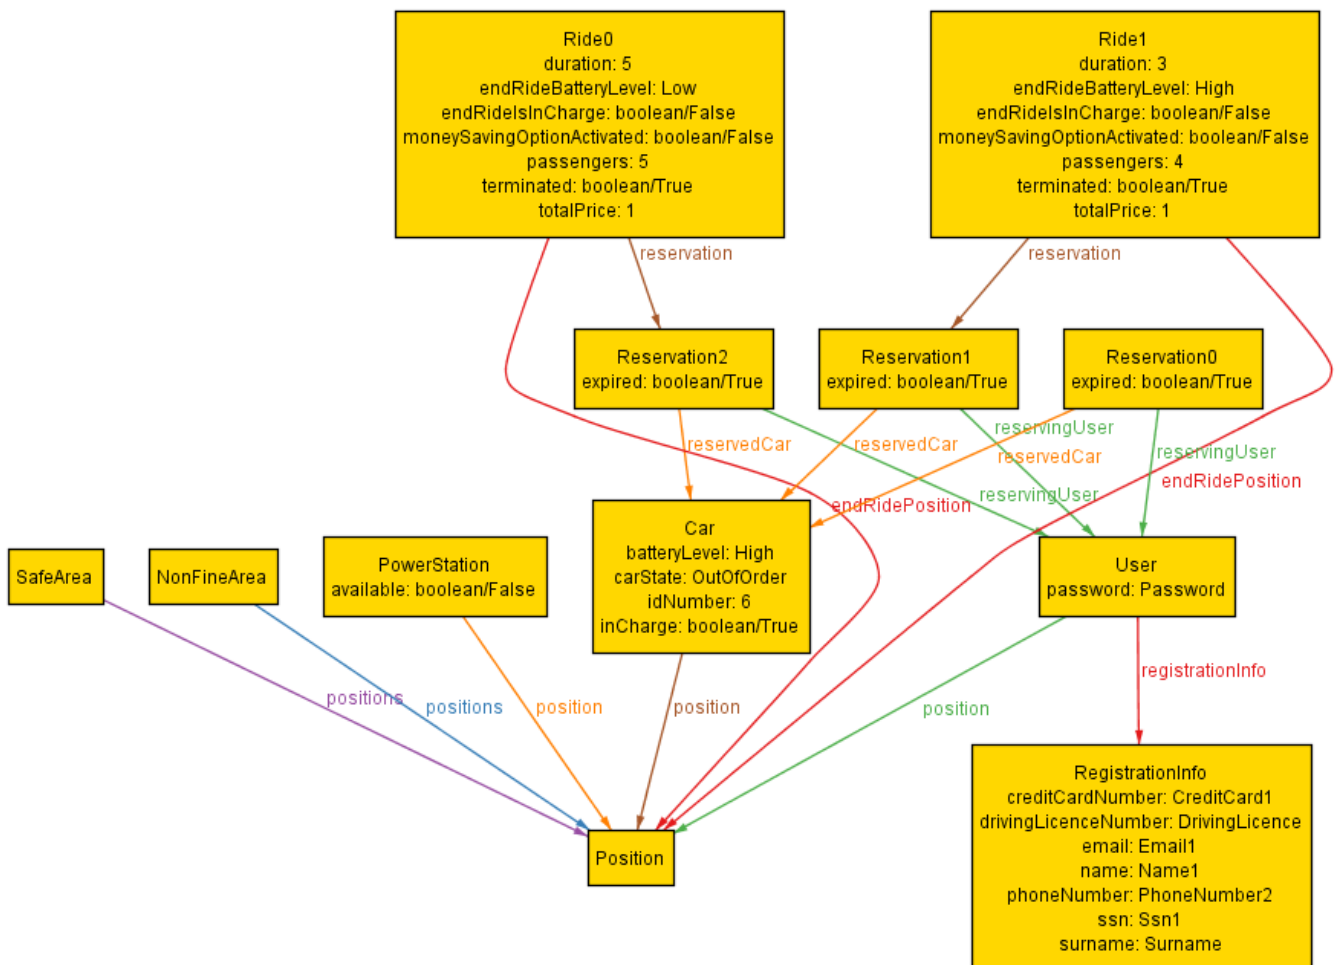 Ride0
duration: 5
endRideBatteryLevel: Low
endRideIsInCharge: boolean/False
moneySavingOptionActivated: boolean/False
passengers: 5
terminated: boolean/True
totalPrice: 1
Ride1
duration: 3
endRideBatteryLevel: High
endRideIsInCharge: boolean/False
moneySavingOptionActivated: boolean/False
passengers: 4
terminated: boolean/True
totalPrice: 1
reservation
reservation
Reservation2
expired: boolean/True
Reservation1
expired: boolean/True
Reservation0
expired: boolean/True
reservedCar
reservedCar
reservingUser
reservedCar
reservingUser
reservingUser
endRidePosition
endRidePosition
SafeArea
NonFineArea
PowerStation
available: boolean/False
Car
batteryLevel: High
carState: OutOfOrder
idNumber: 6
inCharge: boolean/True
User
password: Password
positions
positions
position
position
position
registrationInfo
Position
RegistrationInfo
creditCardNumber: CreditCard1
drivingLicenceNumber: DrivingLicence
email: Email1
name: Name1
phoneNumber: PhoneNumber2
ssn: Ssn1
surname: Surname